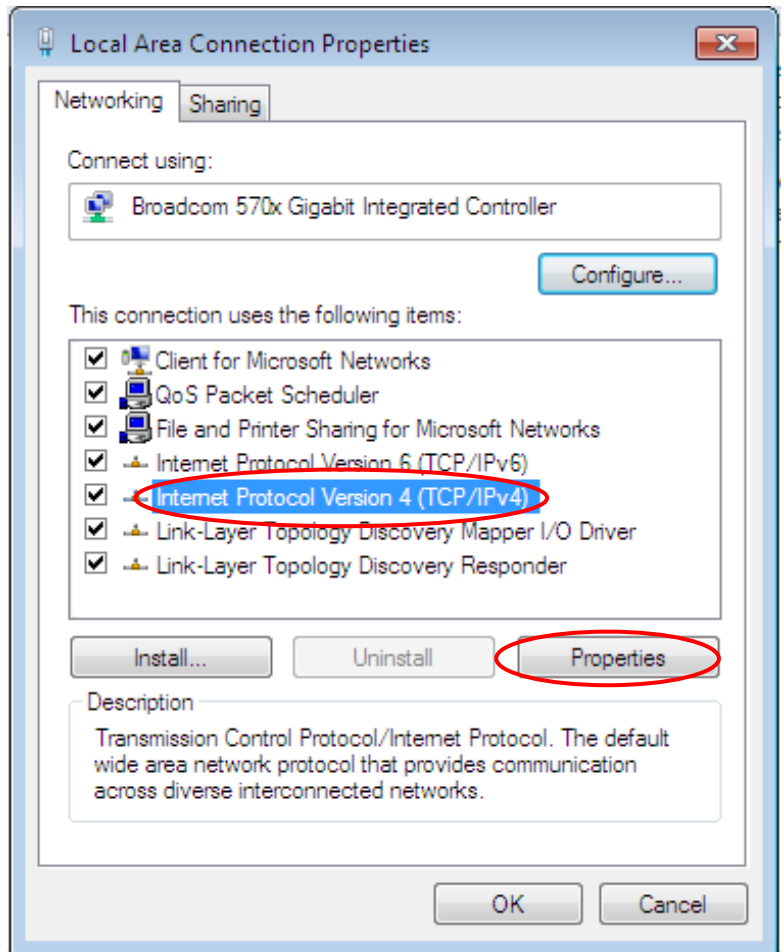 Local Area Connection Properties
Networking
Sharing
Connect using:
Broadcom 570x Gigabit Integrated Controller
Configure...
This connection uses the following items:
Client for Microsoft Networks
QoS Packet Scheduler
File and Printer Sharing for Microsoft Networks
Internet Protocol Version 6 (TCP/IPv6)
Internet Protocol Version 4 (TCP/IPv4)
Link-Layer Topology Discovery Mapper I/O Driver
Link-Layer Topology Discovery Responder
Install...
Uninstall
Properties
Description
Transmission Control Protocol/Internet Protocol. The default
wide area network protocol that provides communication
across diverse interconnected networks.
OK
Cancel